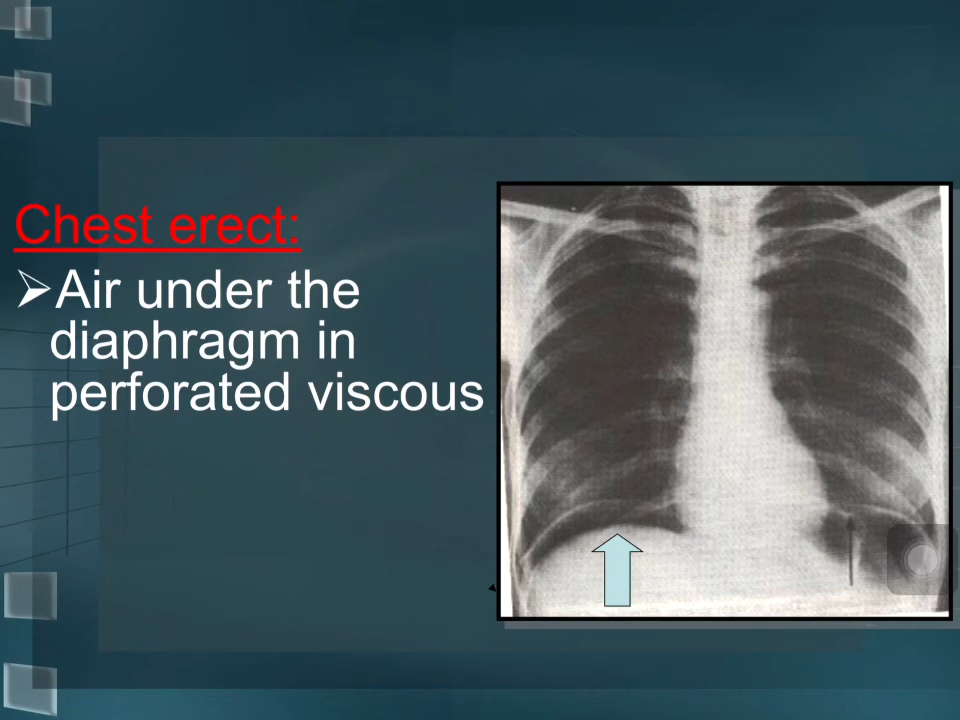 Chest erect:
➢Air under the
diaphragm in
perforated viscous